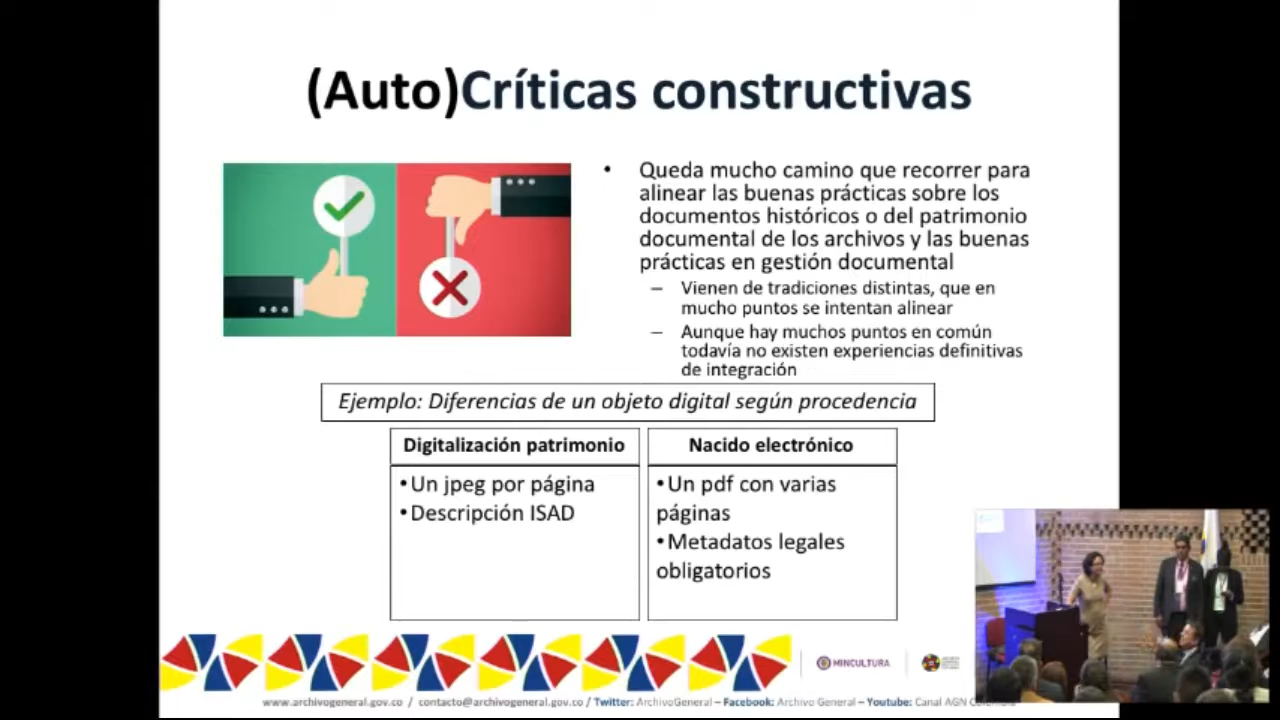 (Auto)Críticas constructivas
• Queda mucho camino que recorrer para
alinear las buenas prácticas sobre los
documentos históricos o del patrimonio
documental de los archivos y las buenas
prácticas en gestión documental
– Vienen de tradiciones distintas, que en
mucho puntos se intentan alinear
– Aunque hay muchos puntos en común
todavía no existen experiencias definitivas
de integración
Ejemplo: Diferencias de un objeto digital según procedencia
Digitalización patrimonio
•Un jpeg por página
•Descripción ISAD
Nacido electrónico
•Un pdf con varias
páginas
•Metadatos legales
obligatorios
MINCULTURA
www.archivogeneral.gov.co / contacto@archivogeneral.gov.co / Twitter: ArchivoGeneral – Facebook: Archivo General – Youtube: Canal AGN